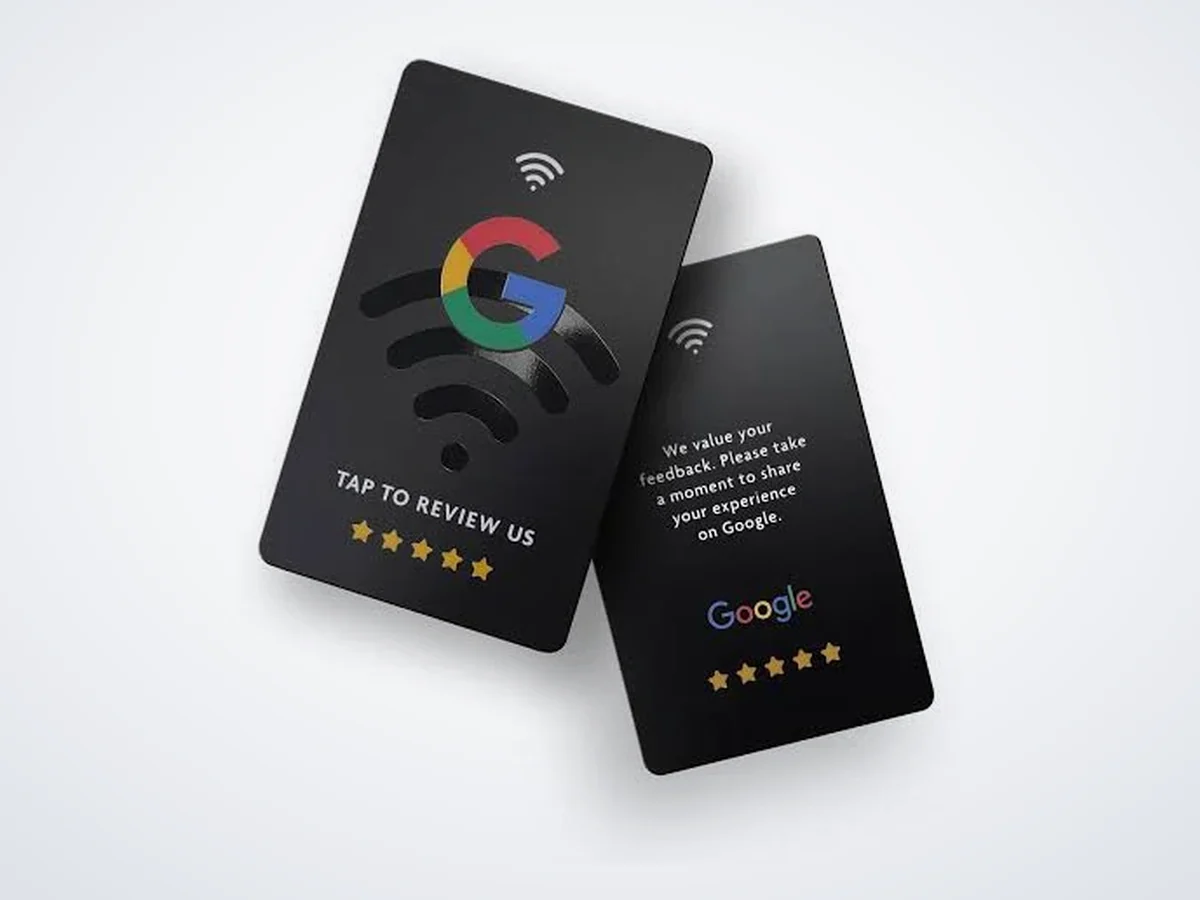 TAP TO REVIEW US
We value your
feedback. Please take
a moment to share
your experience
on Google.
Google